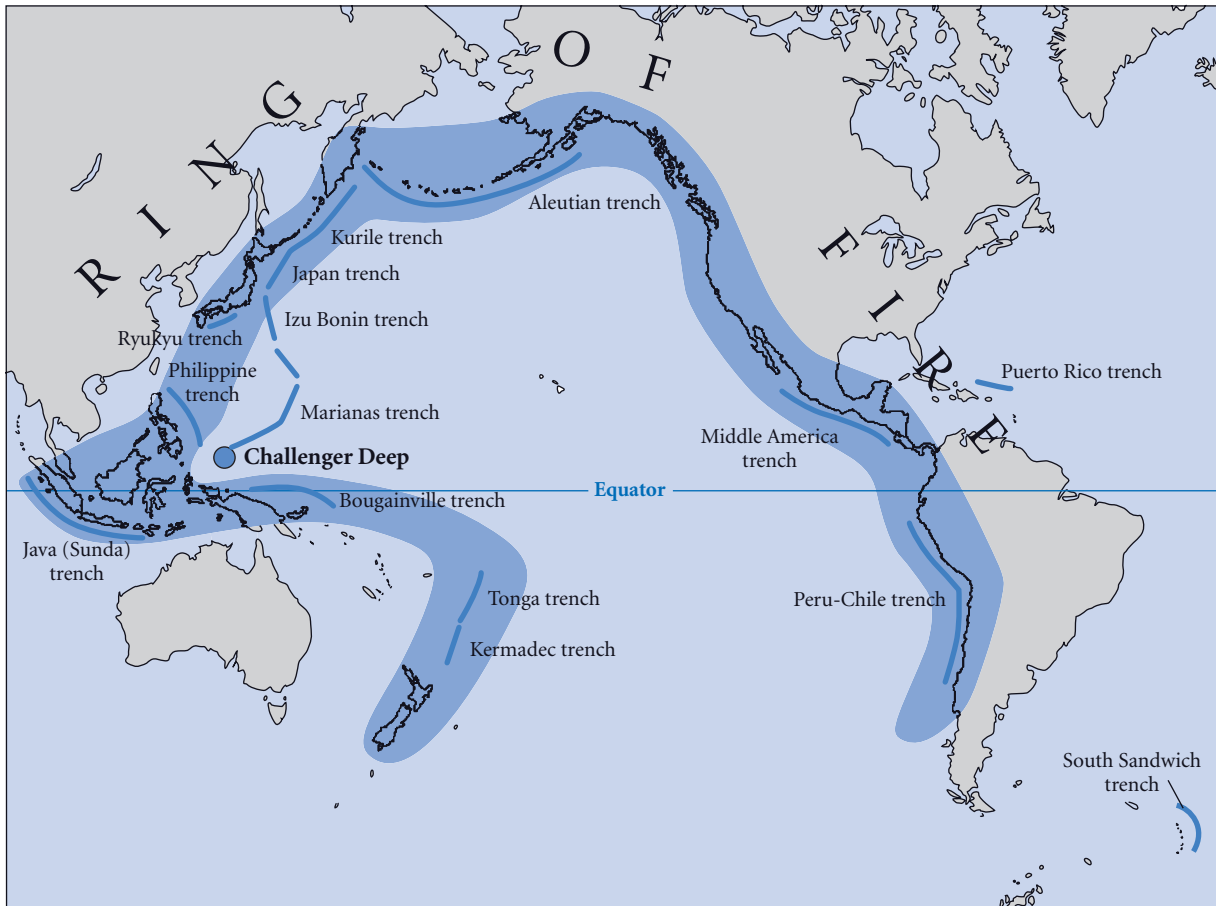 RING OF FIRE
Aleutian trench
Kurile trench
Japan trench
Izu Bonin trench
Ryukyu trench
Philippine
trench
Puerto Rico trench
Marianas trench
Middle America
trench
Challenger Deep
Equator
Bougainville trench
Java (Sunda)
trench
Tonga trench
Peru-Chile trench
Kermadec trench
South Sandwich
trench